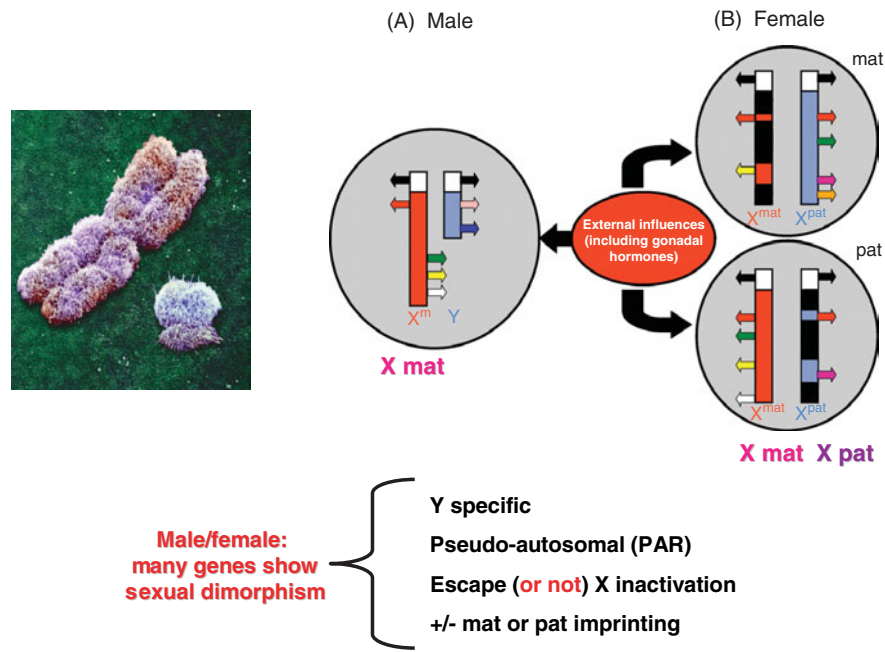 (A) Male
(B) Female
mat
External influences
(including gonadal
hormones)
X^mat X^pat
X^m Y
X mat
pat
X^mat X^pat
X mat X pat
Male/female:
many genes show
sexual dimorphism
Y specific
Pseudo-autosomal (PAR)
Escape (or not) X inactivation
+/- mat or pat imprinting